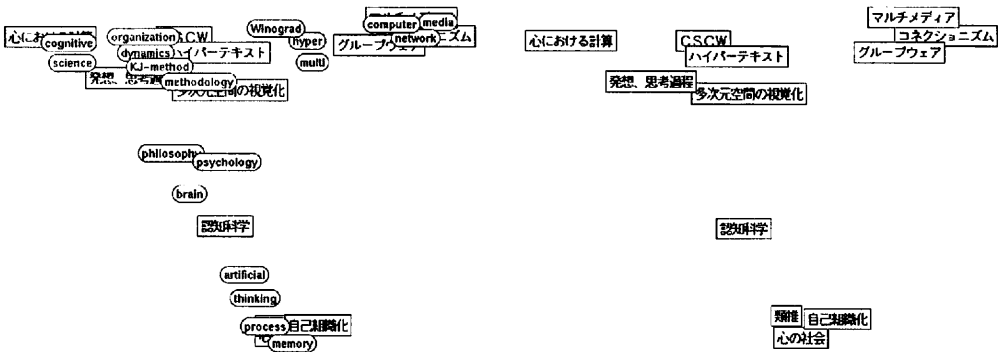 cognitive
science
organization
dynamics
KJ-method
methodology
ハイパーテキスト
多次元空間の視覚化
Winograd
hyper
multi
computer
media
network
グループウェア
philosophy
psychology
brain
認知科学
artificial
thinking
process
自己組織化
memory
心における計算
CSCW
ハイパーテキスト
発想、思考過程
多次元空間の視覚化
マルチメディア
コネクショニズム
グループウェア
認知科学
類推
自己組織化
心の社会